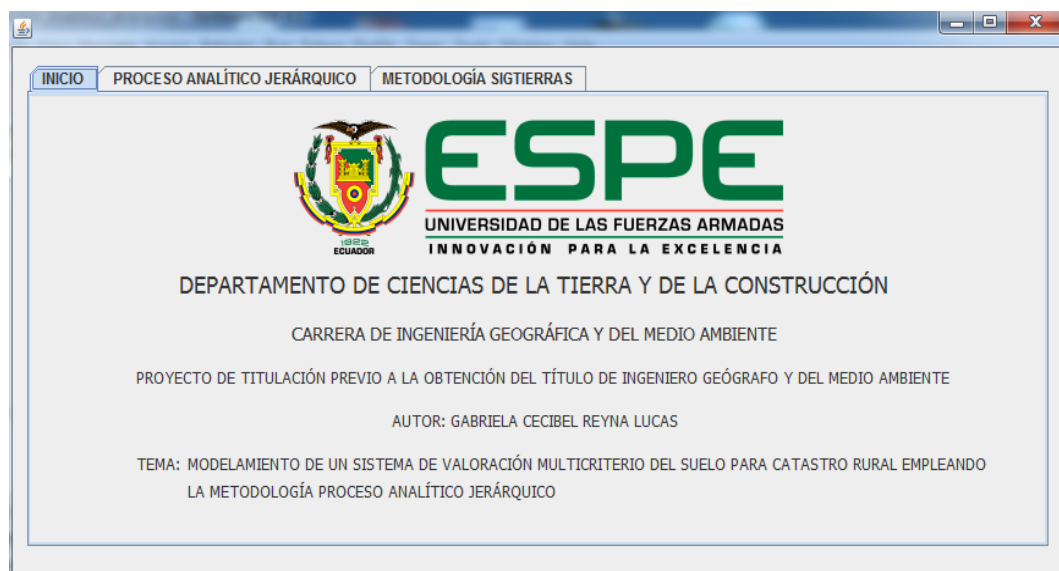 INICIO PROCESO ANALÍTICO JERÁRQUICO METODOLOGÍA SIGTIERRAS
ESPE
UNIVERSIDAD DE LAS FUERZAS ARMADAS
INNOVACIÓN PARA LA EXCELENCIA
1922
ECUADOR
DEPARTAMENTO DE CIENCIAS DE LA TIERRA Y DE LA CONSTRUCCIÓN
CARRERA DE INGENIERÍA GEOGRÁFICA Y DEL MEDIO AMBIENTE
PROYECTO DE TITULACIÓN PREVIO A LA OBTENCIÓN DEL TÍTULO DE INGENIERO GEÓGRAFO Y DEL MEDIO AMBIENTE
AUTOR: GABRIELA CECIBEL REYNA LUCAS
TEMA: MODELAMIENTO DE UN SISTEMA DE VALORACIÓN MULTICRITERIO DEL SUELO PARA CATASTRO RURAL EMPLEANDO
LA METODOLOGÍA PROCESO ANALÍTICO JERÁRQUICO